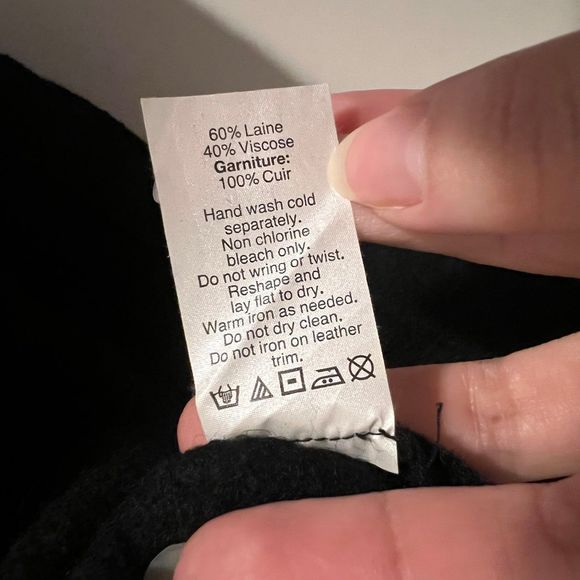 60% Laine
40% Viscose
Garniture:
100% Cuir
Hand wash cold
separately.
Non chlorine
bleach only.
Do not wring or twist.
Reshape and
lay flat to dry.
Warm iron as needed.
Do not dry clean.
Do not iron on leather
trim.